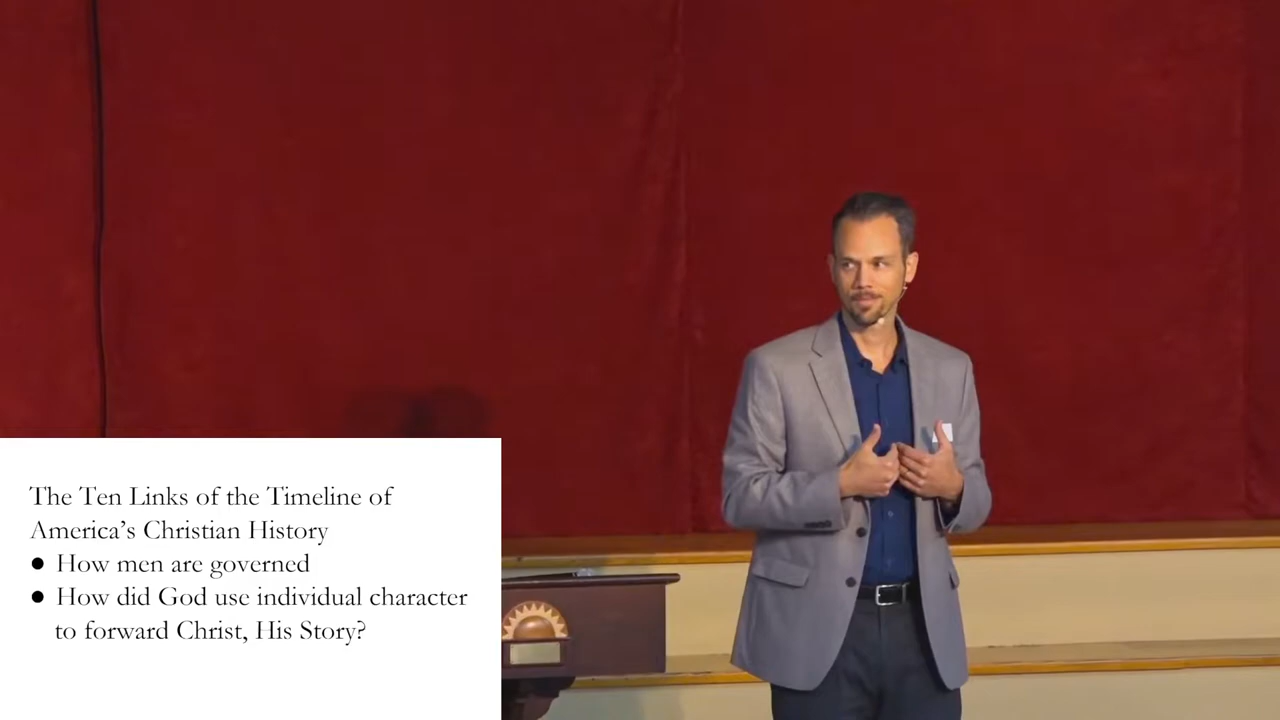 The Ten Links of the Timeline of
America’s Christian History
● How men are governed
● How did God use individual character
to forward Christ, His Story?